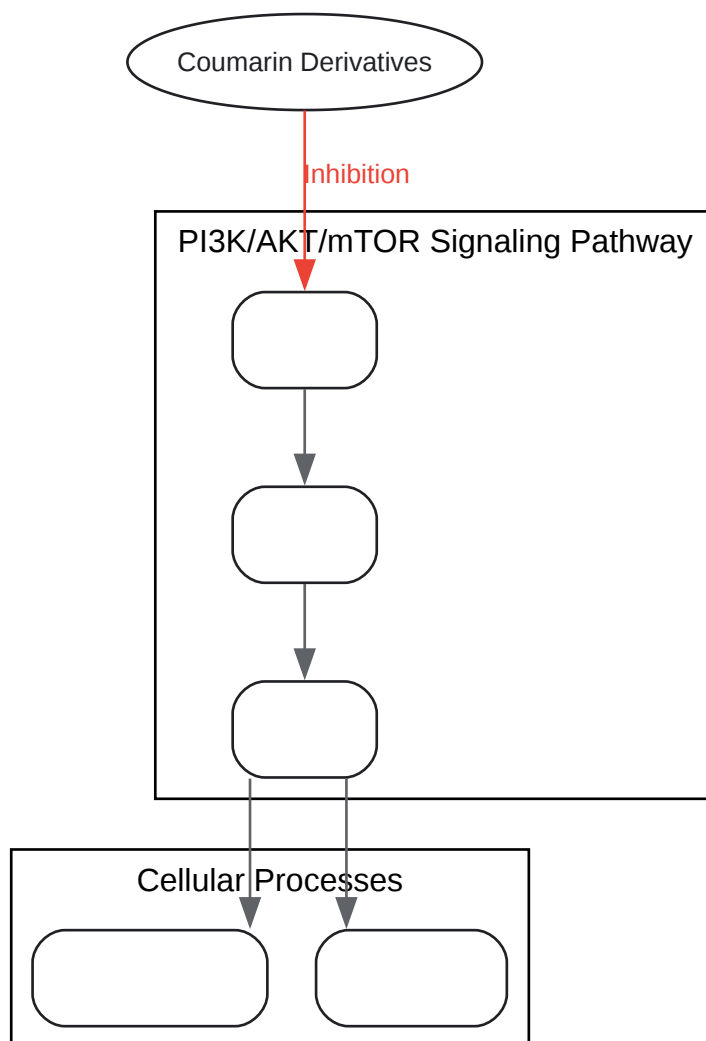 Coumarin Derivatives
Inhibition
PI3K/AKT/mTOR Signaling Pathway
Cellular Processes